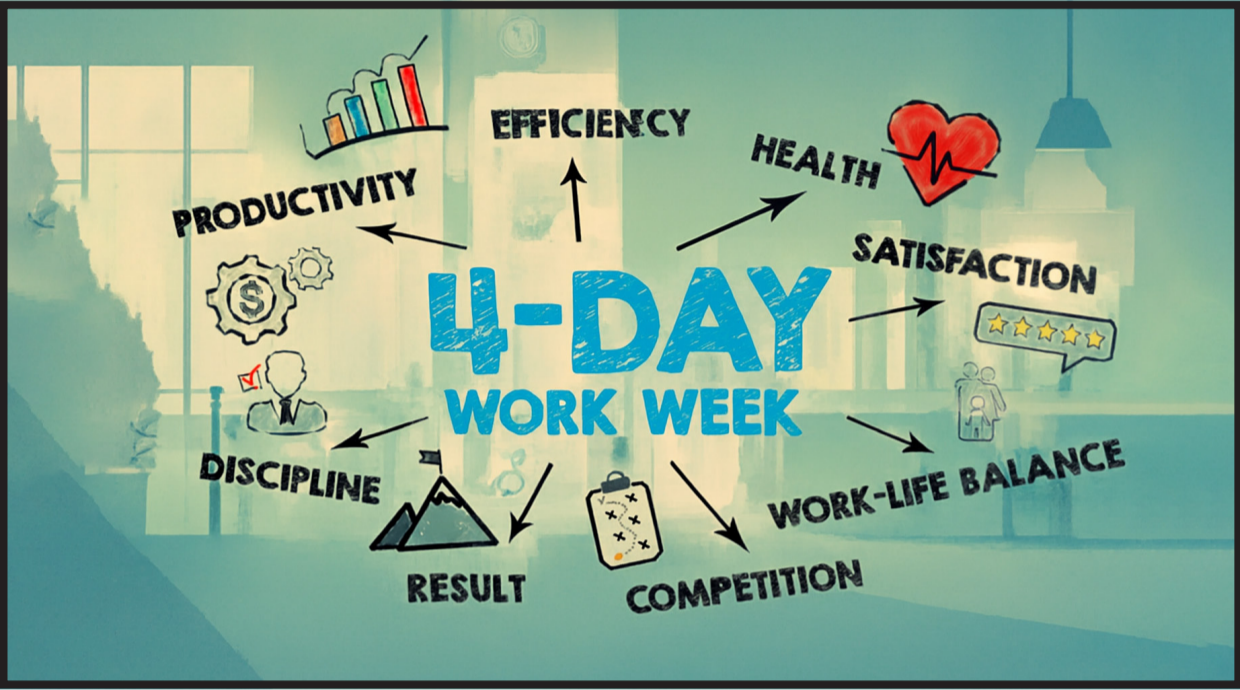 EFFICIENCY
HEALTH
PRODUCTIVITY
SATISFACTION
$
4-DAY
WORK WEEK
DISCIPLINE
WORK-LIFE BALANCE
RESULT
COMPETITION